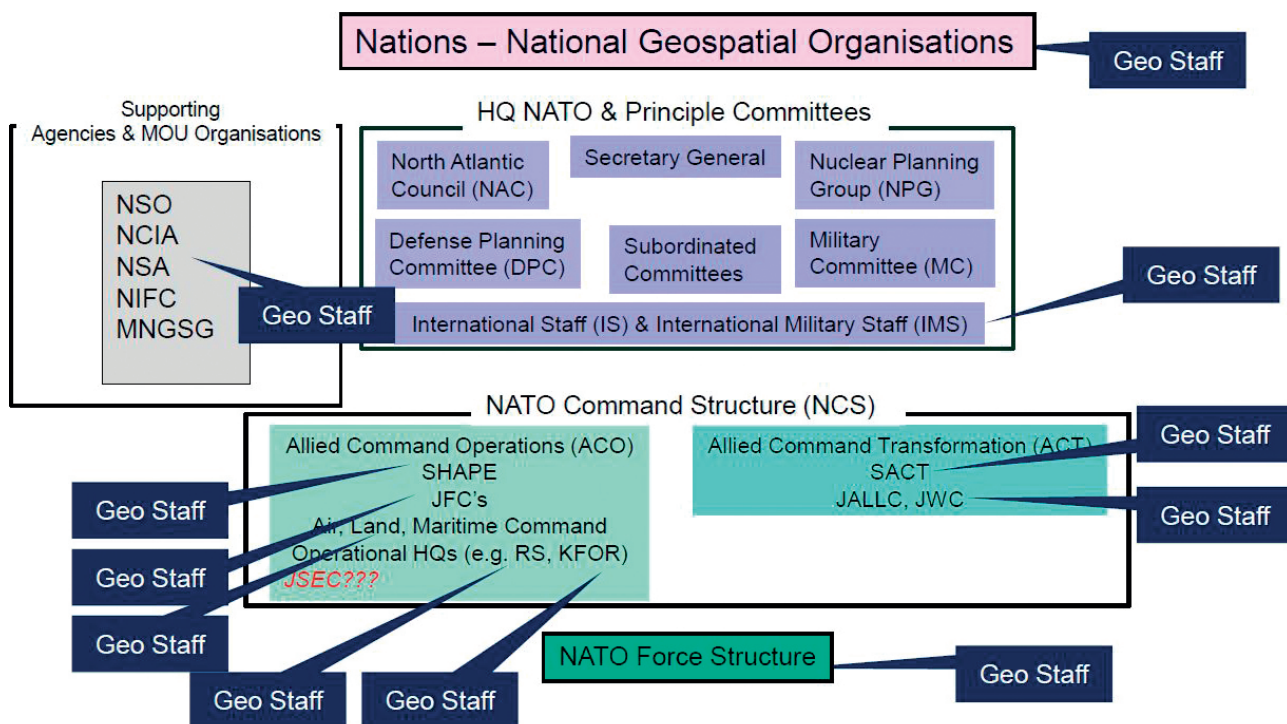 Nations – National Geospatial Organisations
Geo Staff
Supporting
Agencies & MOU Organisations
NSO
NCIA
NSA
NIFC
MNGSG
Geo Staff
HQ NATO & Principle Committees
North Atlantic
Council (NAC)
Secretary General
Nuclear Planning
Group (NPG)
Defense Planning
Committee (DPC)
Subordinated
Committees
Military
Committee (MC)
International Staff (IS) & International Military Staff (IMS)
Geo Staff
NATO Command Structure (NCS)
Allied Command Operations (ACO)
SHAPE
JFC's
Air, Land, Maritime Command
Operational HQs (e.g. RS, KFOR)
JSEC???
Geo Staff
Geo Staff
Geo Staff
Geo Staff
Geo Staff
Allied Command Transformation (ACT)
SACT
JALLC, JWC
Geo Staff
Geo Staff
NATO Force Structure
Geo Staff